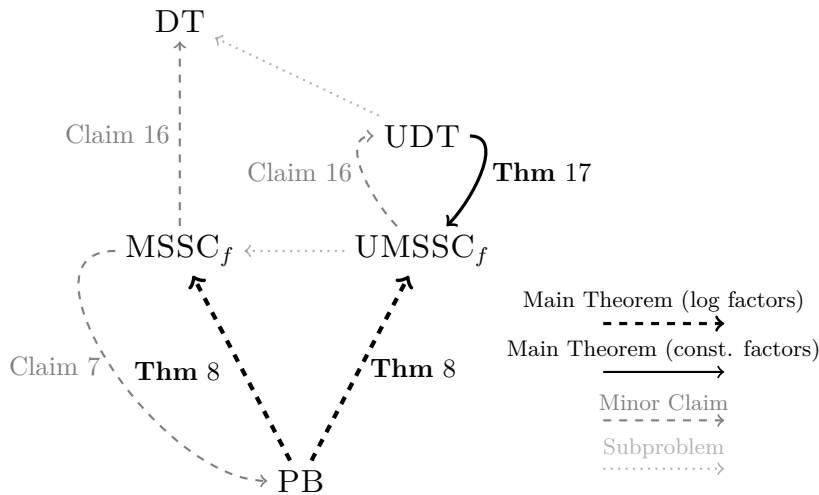 DT
Claim 16
UDT
Claim 16
Thm 17
MSSC_f
UMSSC_f
Main Theorem (log factors)
Main Theorem (const. factors)
Claim 7
Thm 8
Thm 8
Minor Claim
Subproblem
PB